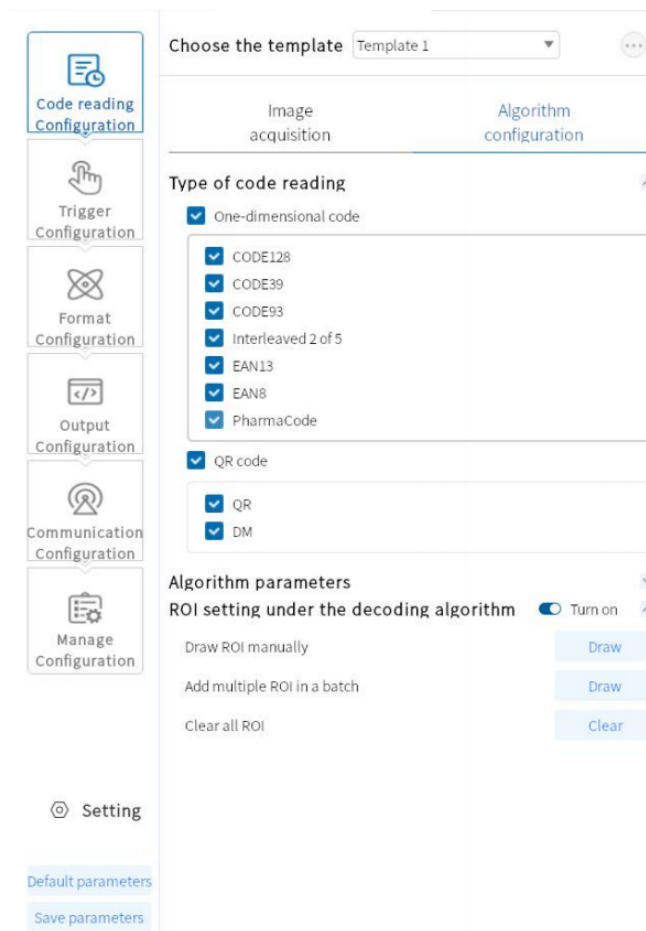 Choose the template Template 1
Code reading
Configuration
Image
acquisition
Algorithm
configuration
Type of code reading
One-dimensional code
CODE128
CODE39
CODE93
Interleaved 2 of 5
EAN13
EAN8
PharmaCode
QR code
QR
DM
Algorithm parameters
ROI setting under the decoding algorithm Turn on
Draw ROI manually Draw
Add multiple ROI in a batch Draw
Clear all ROI Clear
Trigger
Configuration
Format
Configuration
</>
Output
Configuration
Communication
Configuration
Manage
Configuration
Setting
Default parameters
Save parameters